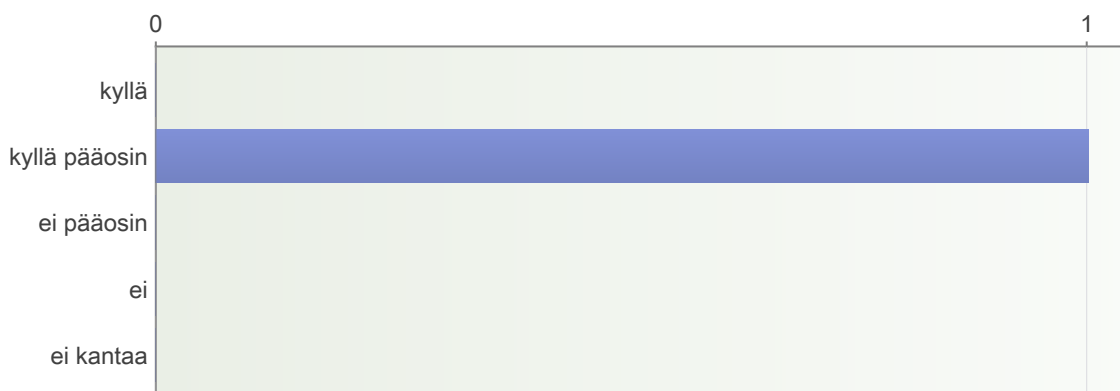 0 1
kyllä
kyllä pääosin
ei pääosin
ei
ei kantaa